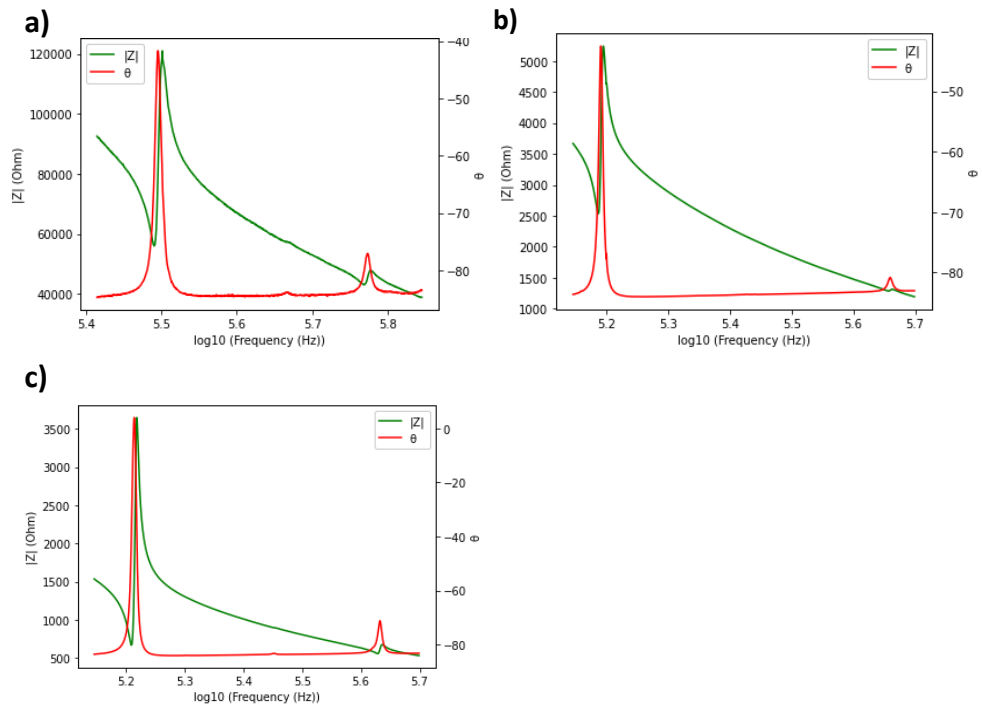 a)
|Z|
θ
120000
100000
80000
60000
40000
|Z| (Ohm)
−40
−50
−60
−70
−80
θ
5.4 5.5 5.6 5.7 5.8
log10 (Frequency (Hz))
b)
|Z|
θ
5000
4500
4000
3500
3000
2500
2000
1500
1000
|Z| (Ohm)
−50
−60
−70
−80
θ
5.2 5.3 5.4 5.5 5.6 5.7
log10 (Frequency (Hz))
c)
|Z|
θ
3500
3000
2500
2000
1500
1000
500
|Z| (Ohm)
0
−20
−40
−60
−80
θ
5.2 5.3 5.4 5.5 5.6 5.7
log10 (Frequency (Hz))